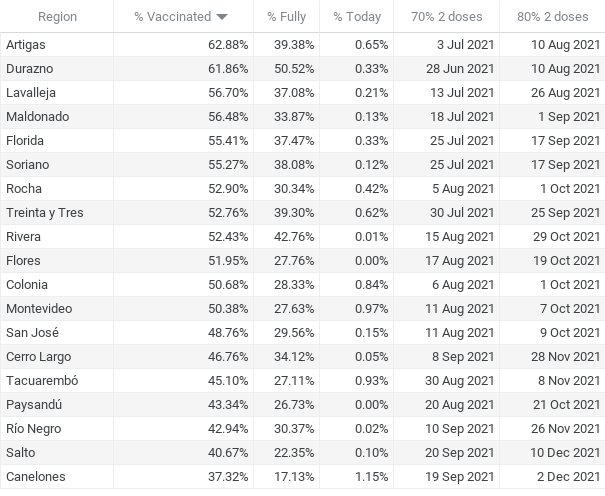 Region % Vaccinated % Fully % Today 70% 2 doses 80% 2 doses
Artigas 62.88% 39.38% 0.65% 3 Jul 2021 10 Aug 2021
Durazno 61.86% 50.52% 0.33% 28 Jun 2021 10 Aug 2021
Lavalleja 56.70% 37.08% 0.21% 13 Jul 2021 26 Aug 2021
Maldonado 56.48% 33.87% 0.13% 18 Jul 2021 1 Sep 2021
Florida 55.41% 37.47% 0.33% 25 Jul 2021 17 Sep 2021
Soriano 55.27% 38.08% 0.12% 25 Jul 2021 17 Sep 2021
Rocha 52.90% 30.34% 0.42% 5 Aug 2021 1 Oct 2021
Treinta y Tres 52.76% 39.30% 0.62% 30 Jul 2021 25 Sep 2021
Rivera 52.43% 42.76% 0.01% 15 Aug 2021 29 Oct 2021
Flores 51.95% 27.76% 0.00% 17 Aug 2021 19 Oct 2021
Colonia 50.68% 28.33% 0.84% 6 Aug 2021 1 Oct 2021
Montevideo 50.38% 27.63% 0.97% 11 Aug 2021 7 Oct 2021
San José 48.76% 29.56% 0.15% 11 Aug 2021 9 Oct 2021
Cerro Largo 46.76% 34.12% 0.05% 8 Sep 2021 28 Nov 2021
Tacuarembó 45.10% 27.11% 0.93% 30 Aug 2021 8 Nov 2021
Paysandú 43.34% 26.73% 0.00% 20 Aug 2021 21 Oct 2021
Río Negro 42.94% 30.37% 0.02% 10 Sep 2021 26 Nov 2021
Salto 40.67% 22.35% 0.10% 20 Sep 2021 10 Dec 2021
Canelones 37.32% 17.13% 1.15% 19 Sep 2021 2 Dec 2021